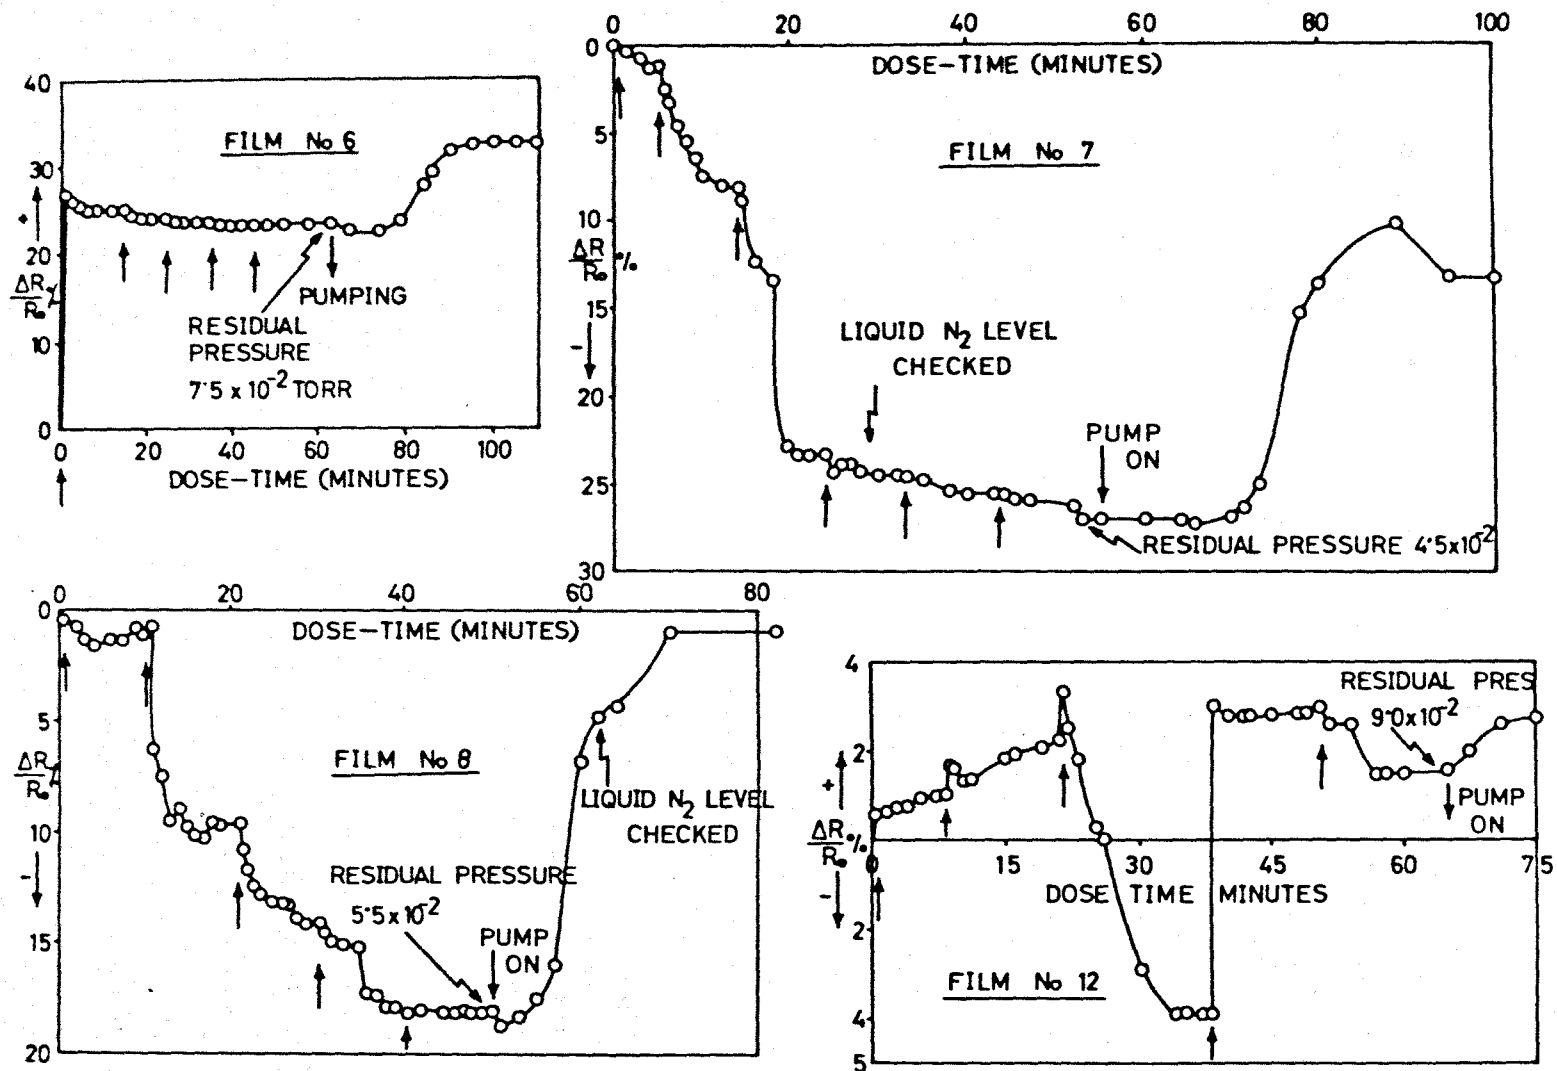 FILM No 6
40
30
20
10
0
+
ΔR/R₀ %
RESIDUAL
PRESSURE
7·5 x 10⁻² TORR
PUMPING
0 20 40 60 80 100
DOSE–TIME (MINUTES)
0 20 40 60 80 100
DOSE–TIME (MINUTES)
FILM No 7
0
5
10
15
20
25
30
ΔR/R₀ %
-
LIQUID N₂ LEVEL
CHECKED
PUMP
ON
RESIDUAL PRESSURE 4·5x10⁻²
0 20 40 60 80
DOSE–TIME (MINUTES)
FILM No 8
0
5
10
15
20
ΔR/R₀ %
-
LIQUID N₂ LEVEL
CHECKED
RESIDUAL PRESSURE
5·5x10⁻²
PUMP
ON
4
2
0
2
4
5
+
ΔR/R₀ %
-
RESIDUAL PRES
9·0x10⁻²
PUMP
ON
15 30 45 60 75
DOSE TIME MINUTES
FILM No 12